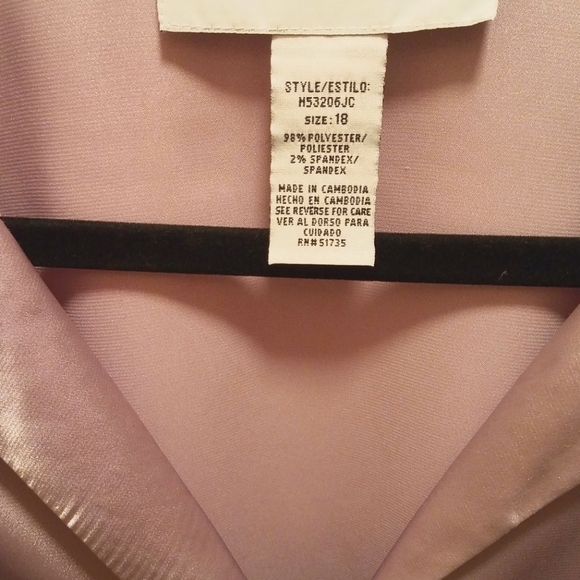 STYLE/ESTILO:
M53206JC
SIZE: 18
98% POLYESTER/
POLIESTER
2% SPANDEX/
SPANDEX
MADE IN CAMBODIA
HECHO EN CAMBODIA
SEE REVERSE FOR CARE
VER AL DORSO PARA
CUIDADO
RN#51735